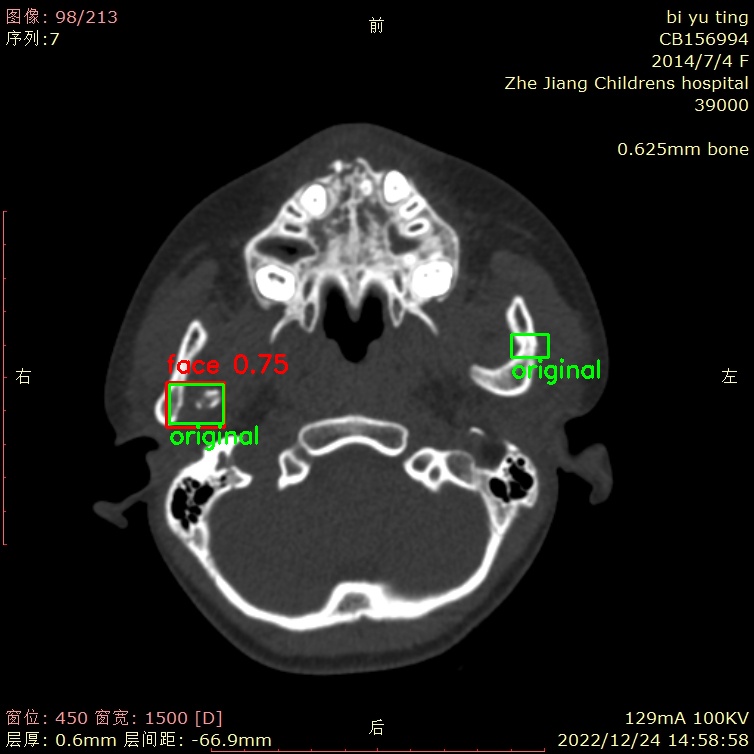 图像: 98/213
序列:7
前
bi yu ting
CB156994
2014/7/4 F
Zhe Jiang Childrens hospital
39000
0.625mm bone
face 0.75
original
original
右
左
窗位: 450 窗宽: 1500 [D]
层厚: 0.6mm 层间距: -66.9mm
后
129mA 100KV
2022/12/24 14:58:58